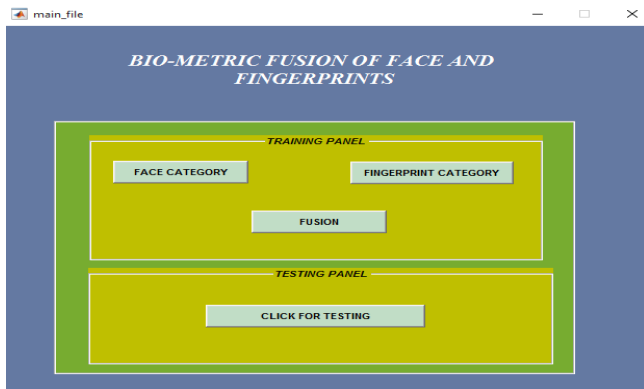 main_file
BIO-METRIC FUSION OF FACE AND
FINGERPRINTS
TRAINING PANEL
FACE CATEGORY
FINGERPRINT CATEGORY
FUSION
TESTING PANEL
CLICK FOR TESTING